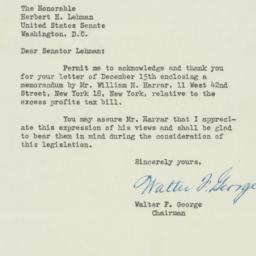 The Honorable
Herbert H. Lehman
United States Senate
Washington, D.C.
Dear Senator Lehman:
Permit me to acknowledge and thank you
for your letter of December 15th enclosing a
memorandum by Mr. William N. Harrar, 11 West 42nd
Street, New York 18, New York, relative to the
excess profits tax bill.
You may assure Mr. Harrar that I appreci-
ate this expression of his views and shall be glad
to bear them in mind during the consideration of
this legislation.
Sincerely yours,
Walter F. George
Walter F. George
Chairman